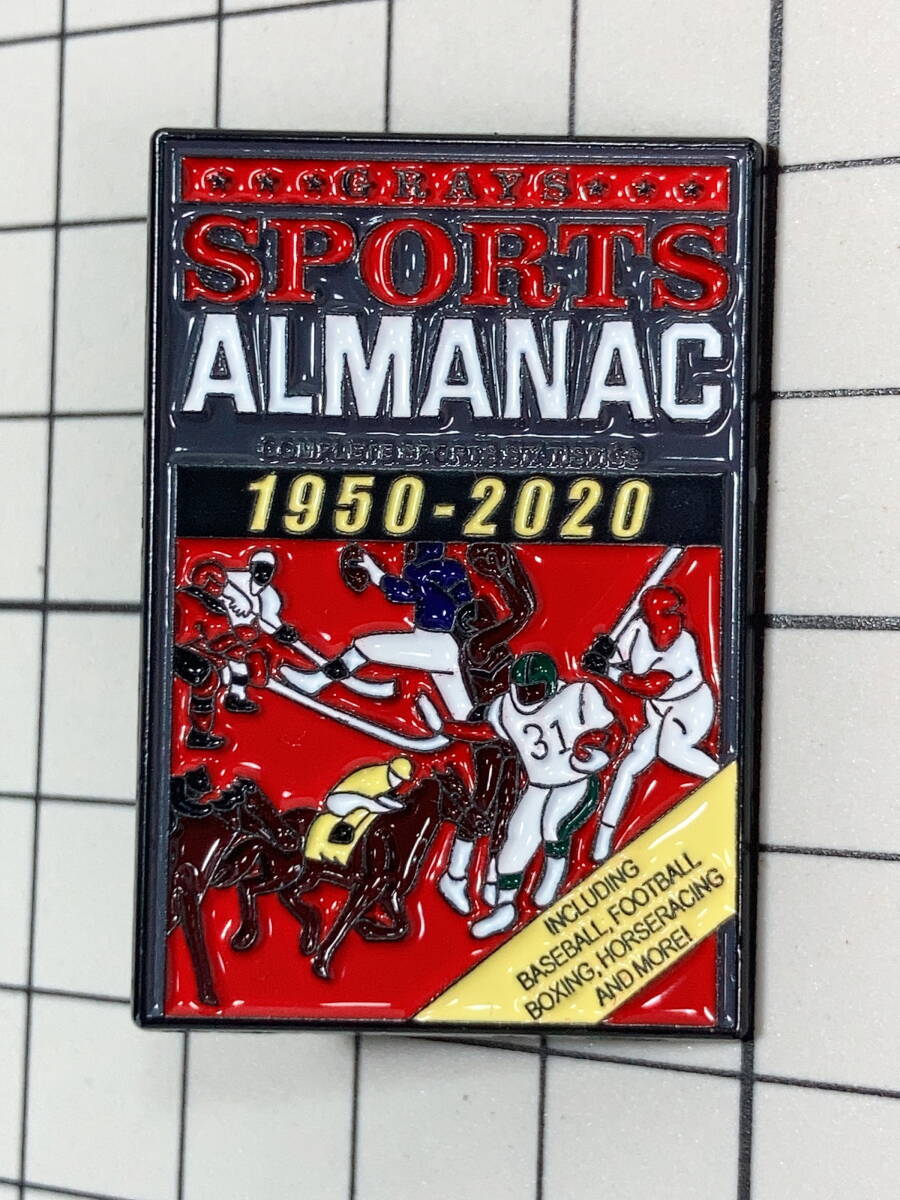 GRAYS
SPORTS
ALMANAC
1950-2020
31
INCLUDING
BASEBALL, FOOTBALL
BOXING, HORSERACING
AND MORE!